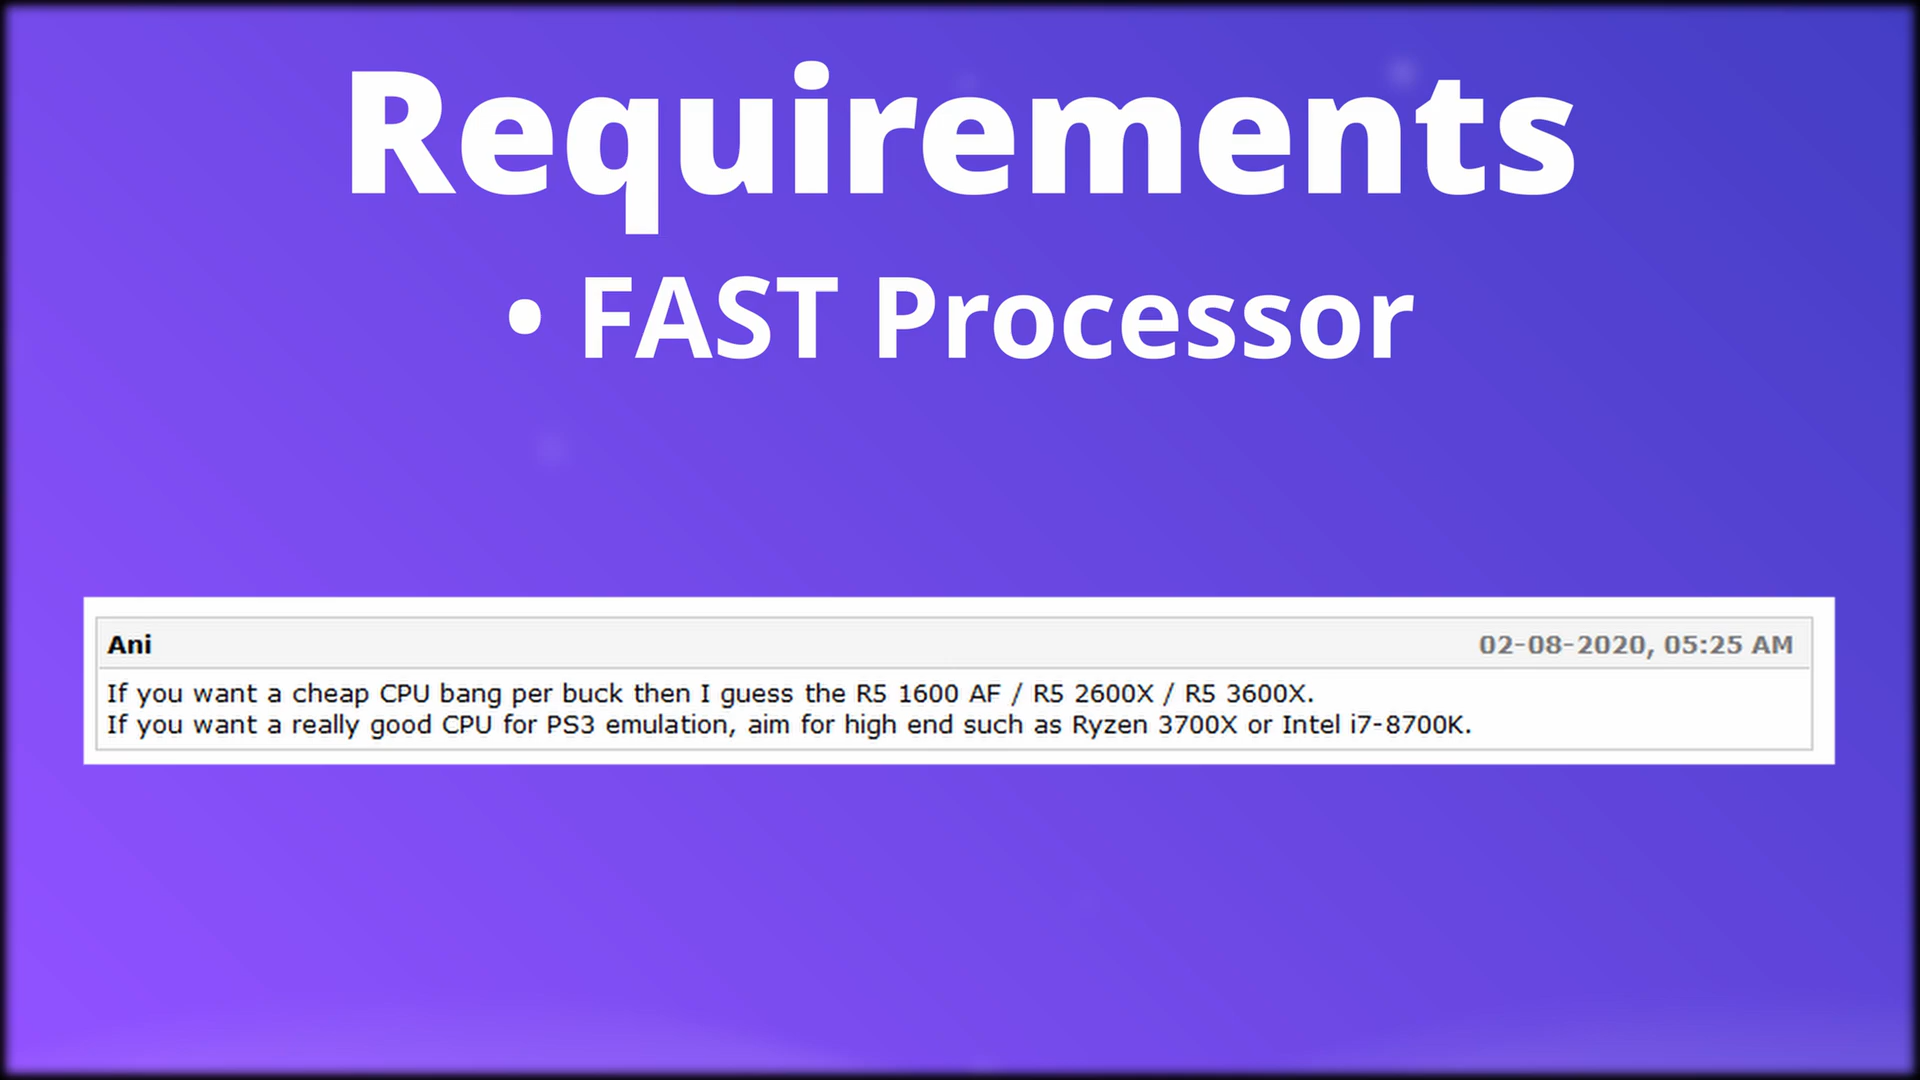 Requirements
• FAST Processor
Ani
02-08-2020, 05:25 AM
If you want a cheap CPU bang per buck then I guess the R5 1600 AF / R5 2600X / R5 3600X.
If you want a really good CPU for PS3 emulation, aim for high end such as Ryzen 3700X or Intel i7-8700K.